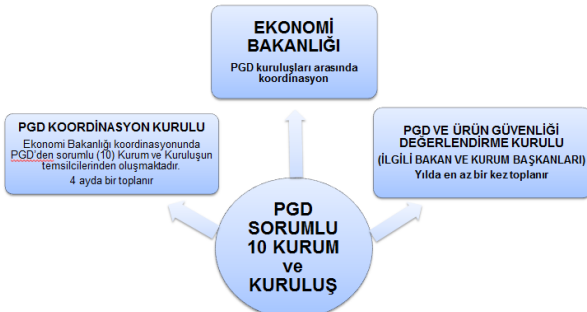 EKONOMİ
BAKANLIĞI
PGD kuruluşları arasında
koordinasyon
PGD KOORDİNASYON KURULU
Ekonomi Bakanlığı koordinasyonunda
PGD'den sorumlu (10) Kurum ve Kuruluşun
temsilcilerinden oluşmaktadır.
4 ayda bir toplanır
PGD VE ÜRÜN GÜVENLİĞİ
DEĞERLENDİRME KURULU
(İLGİLİ BAKAN VE KURUM BAŞKANLARI)
Yılda en az bir kez toplanır
PGD
SORUMLU
10 KURUM
ve
KURULUŞ